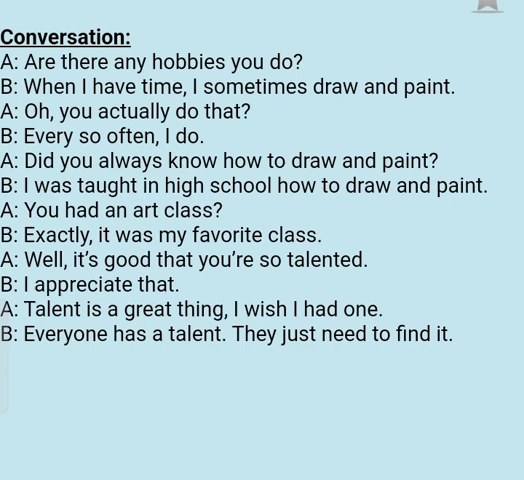 Conversation:
A: Are there any hobbies you do?
B: When I have time, I sometimes draw and paint.
A: Oh, you actually do that?
B: Every so often, I do.
A: Did you always know how to draw and paint?
B: I was taught in high school how to draw and paint.
A: You had an art class?
B: Exactly, it was my favorite class.
A: Well, it’s good that you’re so talented.
B: I appreciate that.
A: Talent is a great thing, I wish I had one.
B: Everyone has a talent. They just need to find it.